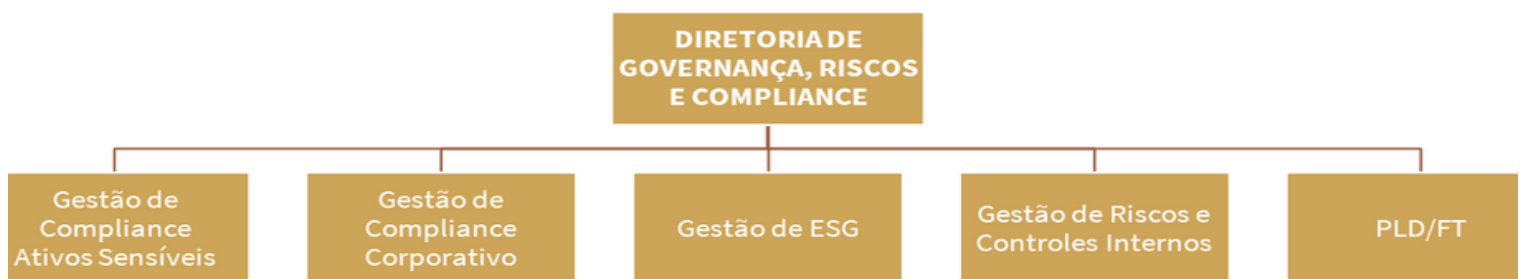 DIRETORIA DE
GOVERNANÇA, RISCOS
E COMPLIANCE
Gestão de
Compliance
Ativos Sensíveis
Gestão de
Compliance
Corporativo
Gestão de ESG
Gestão de Riscos e
Controles Internos
PLD/FT